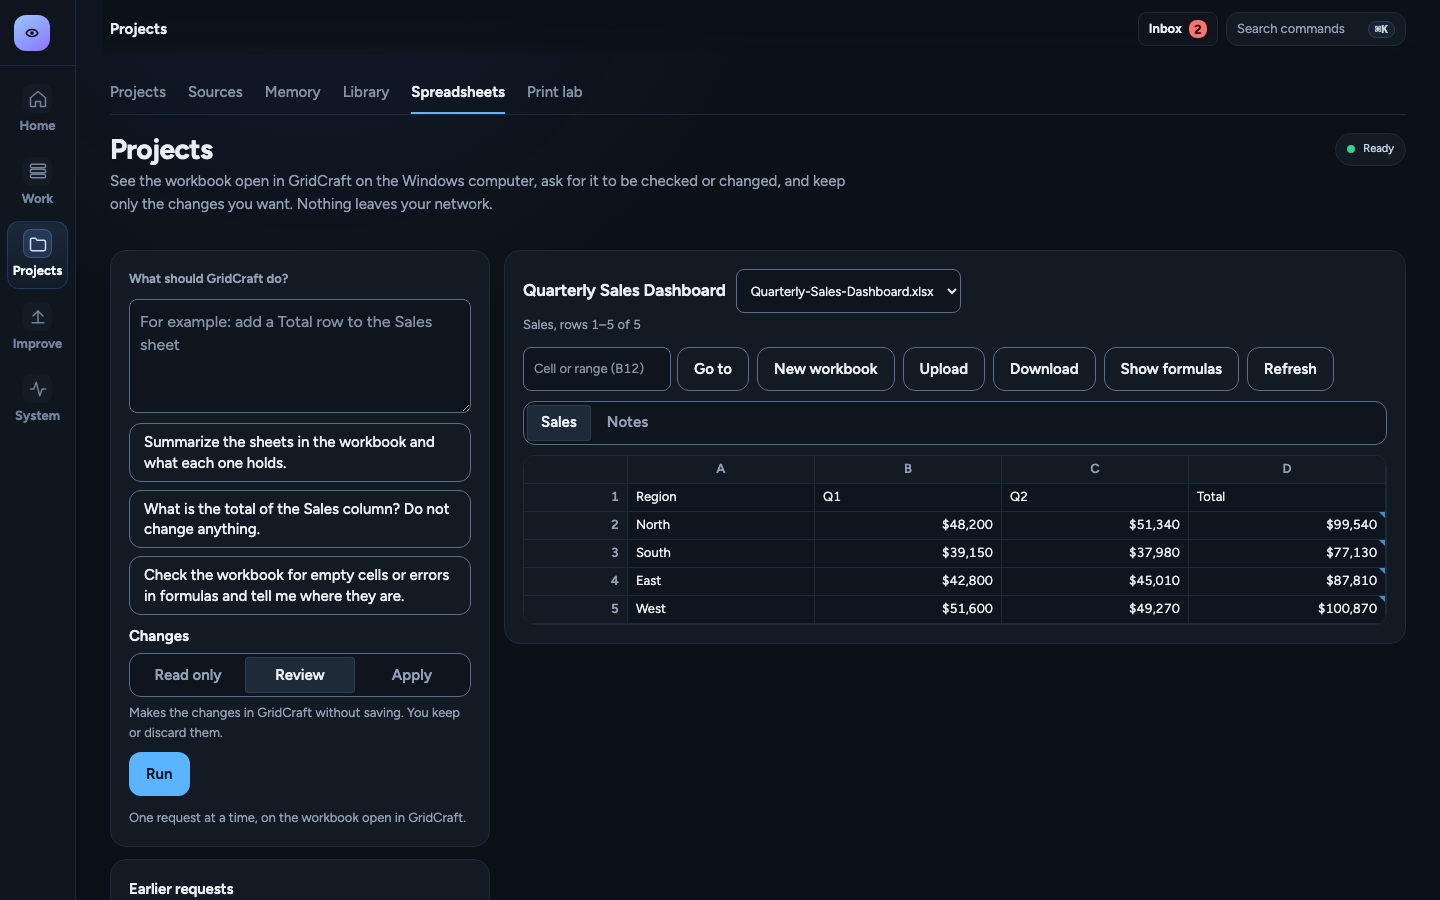 Projects
Inbox 2
Search commands ⌘K
Home
Work
Projects
Improve
System
Projects Sources Memory Library Spreadsheets Print lab
Projects
Ready
See the workbook open in GridCraft on the Windows computer, ask for it to be checked or changed, and keep
only the changes you want. Nothing leaves your network.
What should GridCraft do?
For example: add a Total row to the Sales
sheet
Summarize the sheets in the workbook and
what each one holds.
What is the total of the Sales column? Do not
change anything.
Check the workbook for empty cells or errors
in formulas and tell me where they are.
Changes
Read only Review Apply
Makes the changes in GridCraft without saving. You keep
or discard them.
Run
One request at a time, on the workbook open in GridCraft.
Earlier requests
Quarterly Sales Dashboard Quarterly-Sales-Dashboard.xlsx
Sales, rows 1–5 of 5
Cell or range (B12) Go to New workbook Upload Download Show formulas Refresh
Sales Notes
A B C D
1 Region Q1 Q2 Total
2 North $48,200 $51,340 $99,540
3 South $39,150 $37,980 $77,130
4 East $42,800 $45,010 $87,810
5 West $51,600 $49,270 $100,870